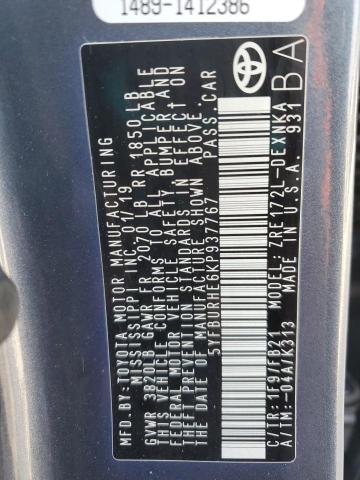 1489-1412386
MFD.BY:TOYOTA MOTOR MANUFACTURING
MISSISSIPPI INC. 01/19
GVWR 3820LB GAWR FR 2070LB RR 1850LB
THIS VEHICLE CONFORMS TO ALL APPLICABLE
FEDERAL MOTOR VEHICLE SAFETY, BUMPER, AND
THEFT PREVENTION STANDARDS IN EFFECT ON
THE DATE OF MANUFACTURE SHOWN ABOVE.
5YFBURHE6KP937767 PASS.CAR
TOYOTA
C/TR: 1F9/FB21 MODEL: ZRE172L-DEXNKA
A/TM: -04A/K313 MADE IN U.S.A. 931
BA